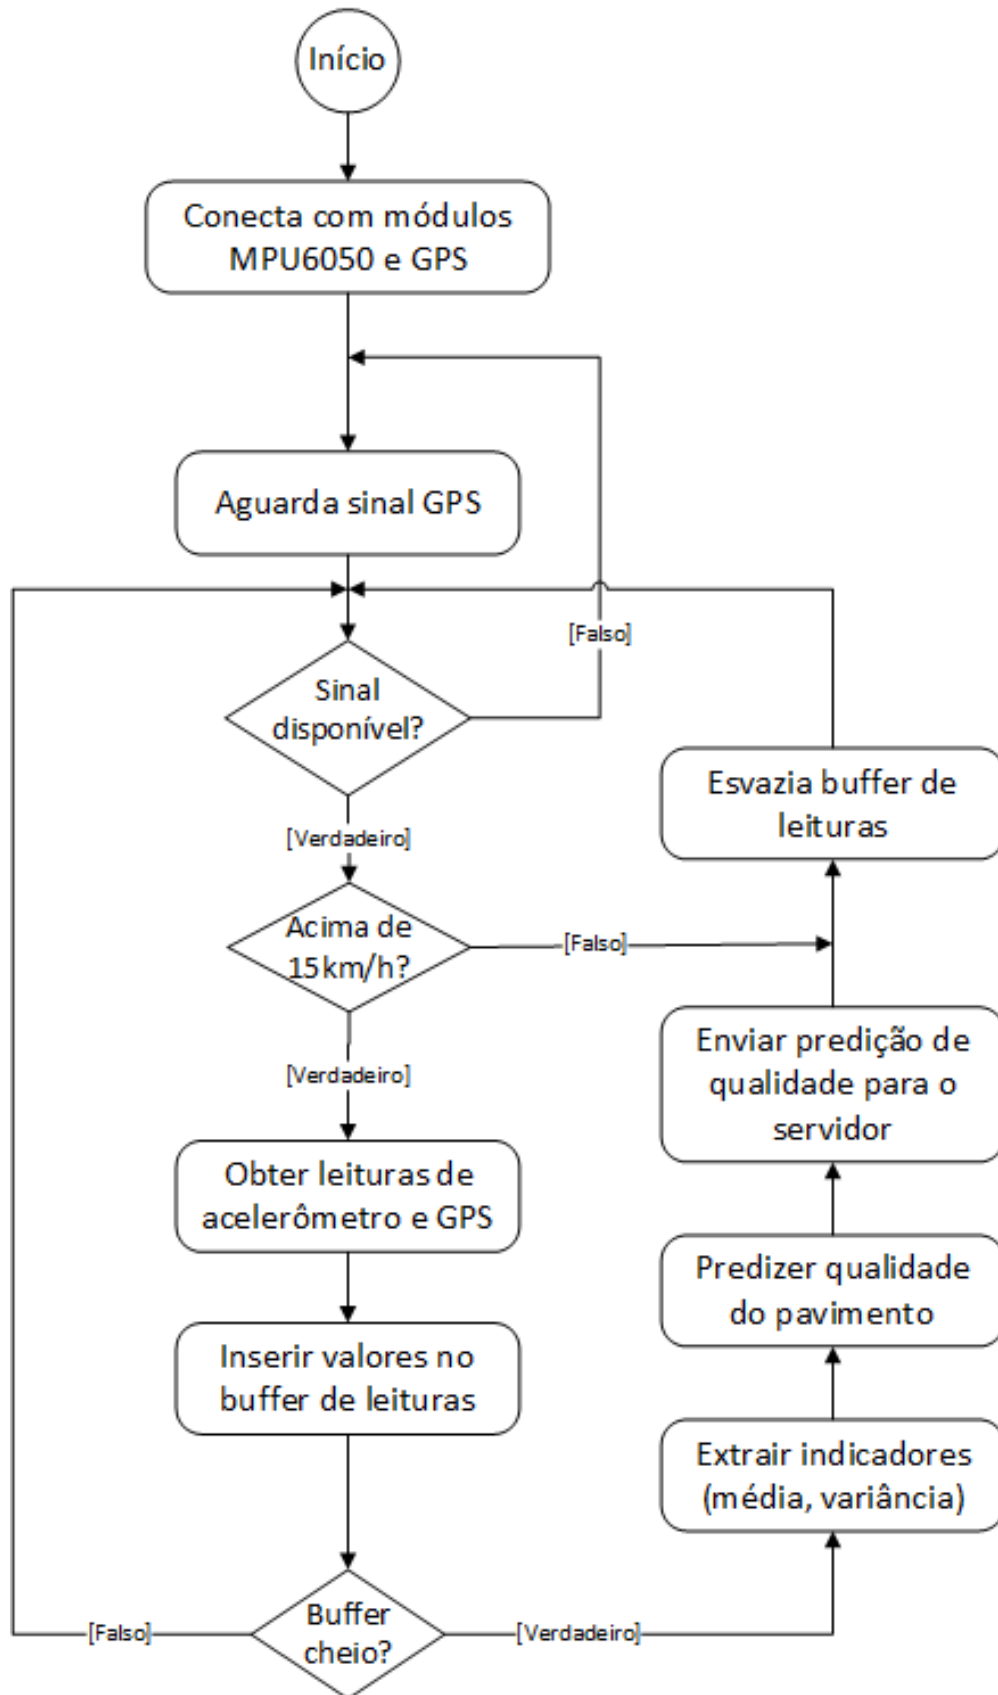 Início
Conecta com módulos
MPU6050 e GPS
Aguarda sinal GPS
[Falso]
Sinal
disponível?
[Verdadeiro]
Esvazia buffer de
leituras
Acima de
15km/h?
[Falso]
[Verdadeiro]
Enviar predição de
qualidade para o
servidor
Obter leituras de
acelerômetro e GPS
Predizer qualidade
do pavimento
Inserir valores no
buffer de leituras
Extrair indicadores
(média, variância)
Buffer
cheio?
[Falso]
[Verdadeiro]